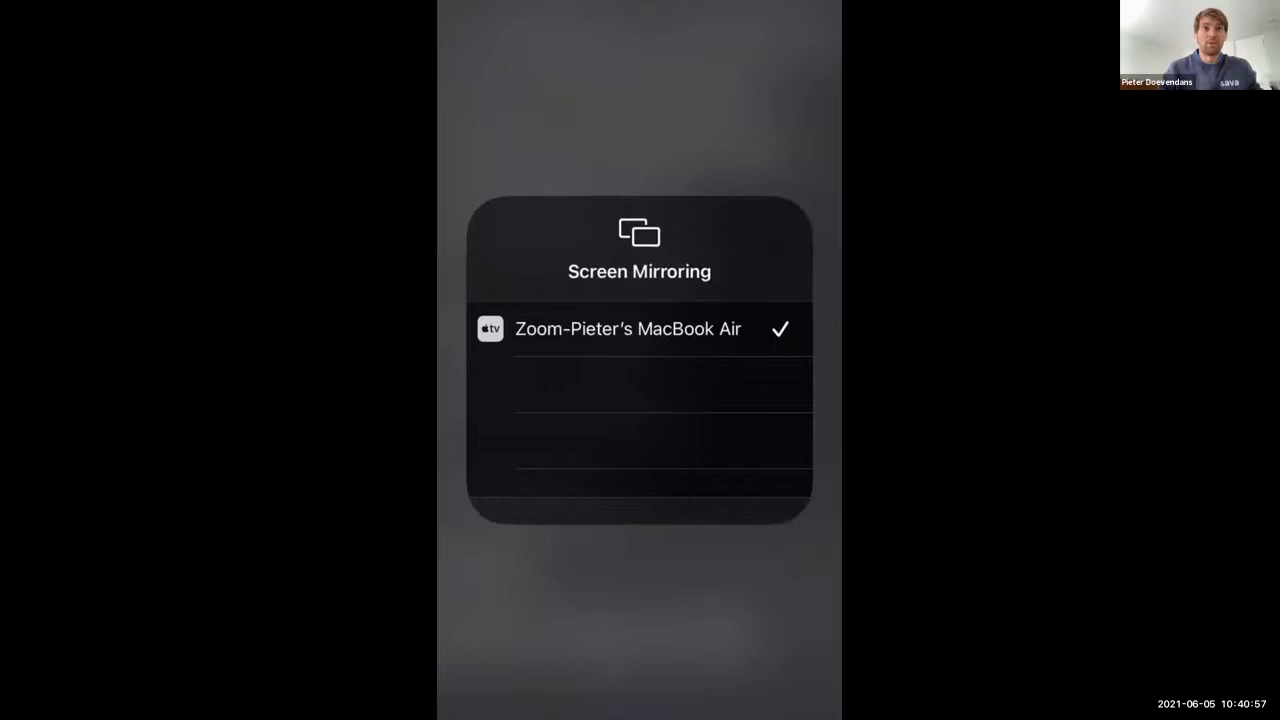 Pieter Doevendans
sava
Screen Mirroring
tv
Zoom-Pieter’s MacBook Air
2021-06-05 10:40:57